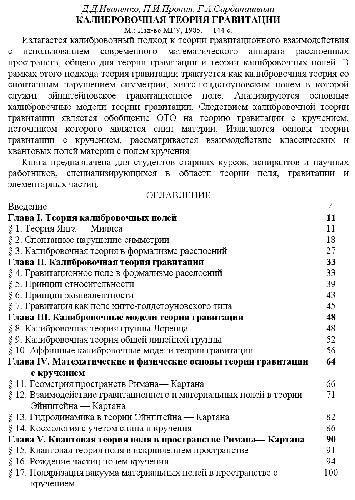 Д.Д.Иваненко, П.И.Пронин, Г.А.Сарданашвили
КАЛИБРОВОЧНАЯ ТЕОРИЯ ГРАВИТАЦИИ
М.: Изд-во МГУ, 1985. 144 с.
Излагается калибровочный подход к теории гравитационного взаимодействия
с использованием современного математического аппарата расслоенных
пространств, общего для теории гравитации и теории калибровочных полей. В
рамках этого подхода теория гравитации трактуется как калибровочная теория со
спонтанным нарушением симметрии, хиггс-голдстоуновским полем в которой
служит эйнштейновское гравитационное поле. Анализируются основные
калибровочные модели теории гравитации. Следствием калибровочной теории
гравитации является обобщение ОТО на теорию гравитации с кручением,
источником которого является спин материи. Излагаются основы теории
гравитации с кручением, рассматривается взаимодействие классических и
квантовых полей материи с полем кручения.
Книга предназначена для студентов старших курсов, аспирантов и научных
работников, специализирующихся в области теории поля, гравитации и
элементарных частиц.
ОГЛАВЛЕНИЕ
Введение 4
Глава I. Теория калибровочных полей 11
§ 1. Теория Янга — Миллса 11
§ 2. Спонтанное нарушение симметрии 18
§ 3. Калибровочная теория в формализме расслоений 27
Глава II. Калибровочная теория гравитации 33
§ 4. Гравитационное поле в формализме расслоений 33
§ 5. Принцип относительности 39
§ 6. Принцип эквивалентности 43
§ 7. Гравитация как поле хиггс-голдстоуновского типа 45
Глава III. Калибровочные модели теории гравитации 48
§ 8. Калибровочная теория группы Лоренца 48
§ 9. Калибровочная теория общей линейной группы 52
§ 10. Аффинные калибровочные модели теории гравитации 56
Глава IV. Математические и физические основы теории гравитации 64
с кручением
§ 11. Геометрия пространств Римана— Картана 66
§ 12. Взаимодействие гравитационного и материальных полей в теории 71
Эйнштейна — Картана
§ 13. Гидродинамика в теории Эйнштейна — Картана 82
§ 14. Космология с учетом спина и кручения 86
Глава V. Квантовая теория поля в пространстве Римана— Картана 90
§ 15. Квантовая теория поля в искривленном пространстве 91
§ 16. Рождение частиц полем кручения 94
§ 17. Поляризация вакуума материальных полей в пространстве с 100
кручением